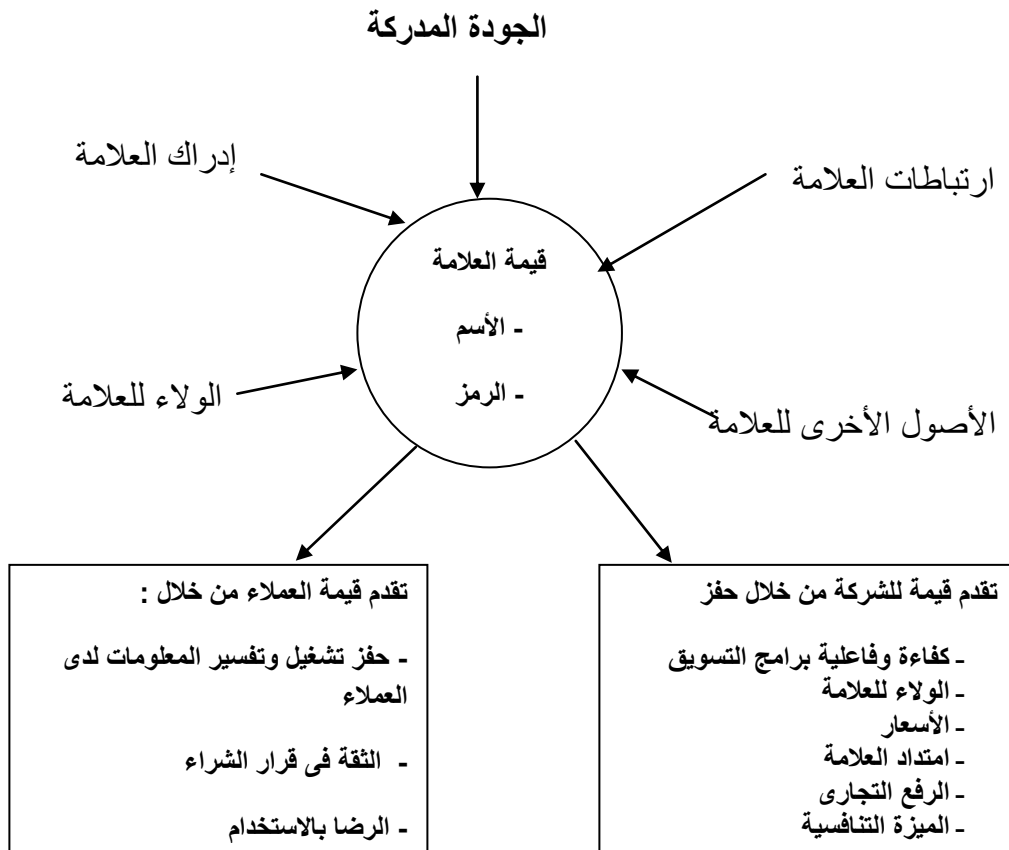 الجودة المدركة
إدراك العلامة
ارتباطات العلامة
قيمة العلامة
- الأسم
- الرمز
الولاء للعلامة
الأصول الأخرى للعلامة
تقدم قيمة للشركة من خلال حفز
- كفاءة وفاعلية برامج التسويق
- الولاء للعلامة
- الأسعار
- امتداد العلامة
- الرفع التجارى
- الميزة التنافسية
تقدم قيمة العملاء من خلال :
- حفز تشغيل وتفسير المعلومات لدى
العملاء
- الثقة فى قرار الشراء
- الرضا بالاستخدام